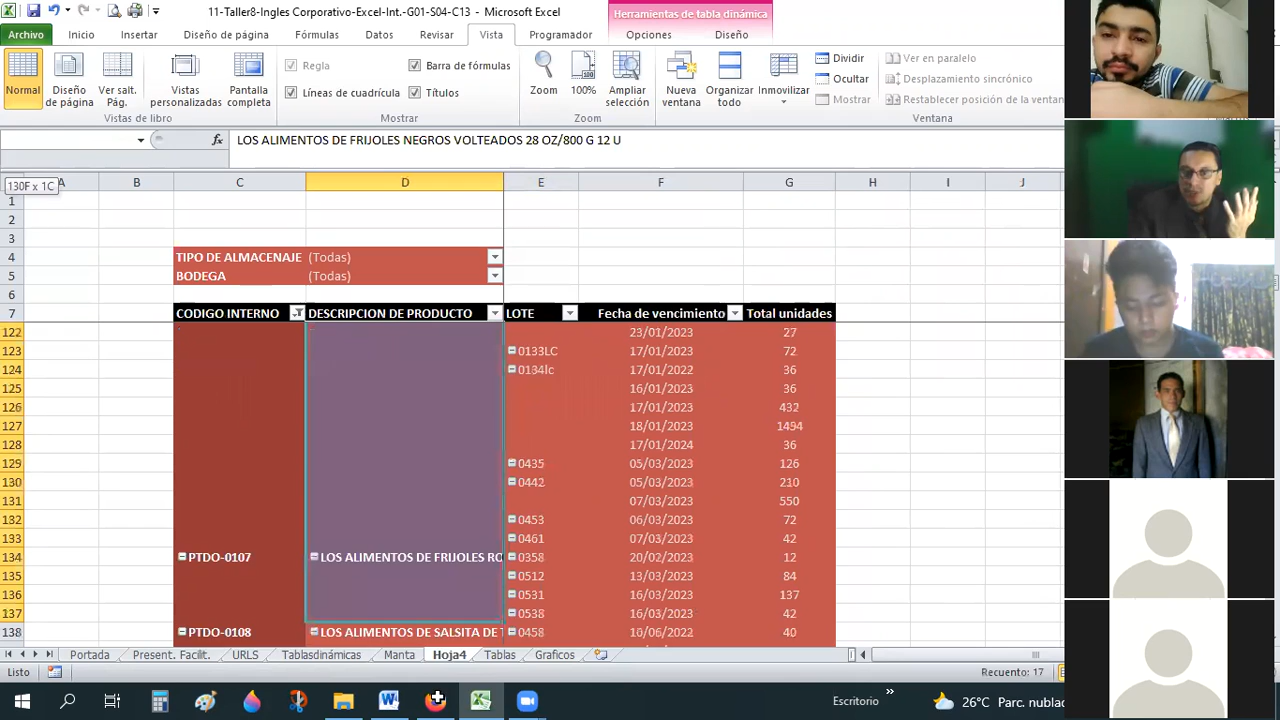 11-Taller8-Ingles Corporativo-Excel-Int.-G01-S04-C13 - Microsoft Excel
Herramientas de tabla dinámica
Archivo Inicio Insertar Diseño de página Fórmulas Datos Revisar Vista Programador Opciones Diseño
Normal
Diseño de página
Ver salt. Pág.
Vistas personalizadas
Pantalla completa
Vistas de libro
Regla
Barra de fórmulas
Líneas de cuadrícula
Títulos
Mostrar
Zoom
100%
Ampliar selección
Zoom
Nueva ventana
Organizar todo
Inmovilizar
Dividir
Ocultar
Mostrar
Ver en paralelo
Desplazamiento sincrónico
Restablecer posición de la ventan
Ventana
fx LOS ALIMENTOS DE FRIJOLES NEGROS VOLTEADOS 28 OZ/800 G 12 U
130F x 1C
A B C D E F G H I J
1
2
3
4 TIPO DE ALMACENAJE (Todas)
5 BODEGA (Todas)
6
7 CODIGO INTERNO DESCRIPCION DE PRODUCTO LOTE Fecha de vencimiento Total unidades
122 23/01/2023 27
123 0133LC 17/01/2023 72
124 0134lc 17/01/2022 36
125 16/01/2023 36
126 17/01/2023 432
127 18/01/2023 1494
128 17/01/2024 36
129 0435 05/03/2023 126
130 0442 05/03/2023 210
131 07/03/2023 550
132 0453 06/03/2023 72
133 0461 07/03/2023 42
134 PTDO-0107 LOS ALIMENTOS DE FRIJOLES RO 0358 20/02/2023 12
135 0512 13/03/2023 84
136 0531 16/03/2023 137
137 0538 16/03/2023 42
138 PTDO-0108 LOS ALIMENTOS DE SALSITA DE T 0458 10/06/2022 40
Portada Present. Facilit. URLS Tablasdinámicas Manta Hoja4 Tablas Graficos
Listo
Recuento: 17
Escritorio »
26°C Parc. nubla